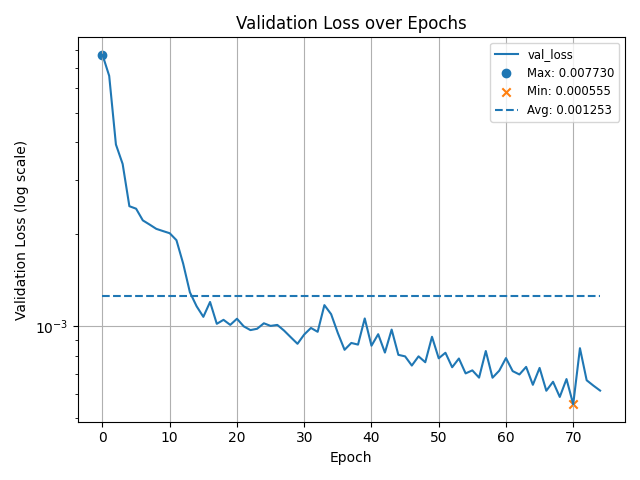 Validation Loss over Epochs
val_loss
Max: 0.007730
Min: 0.000555
Avg: 0.001253
Validation Loss (log scale)
10⁻³
0 10 20 30 40 50 60 70
Epoch